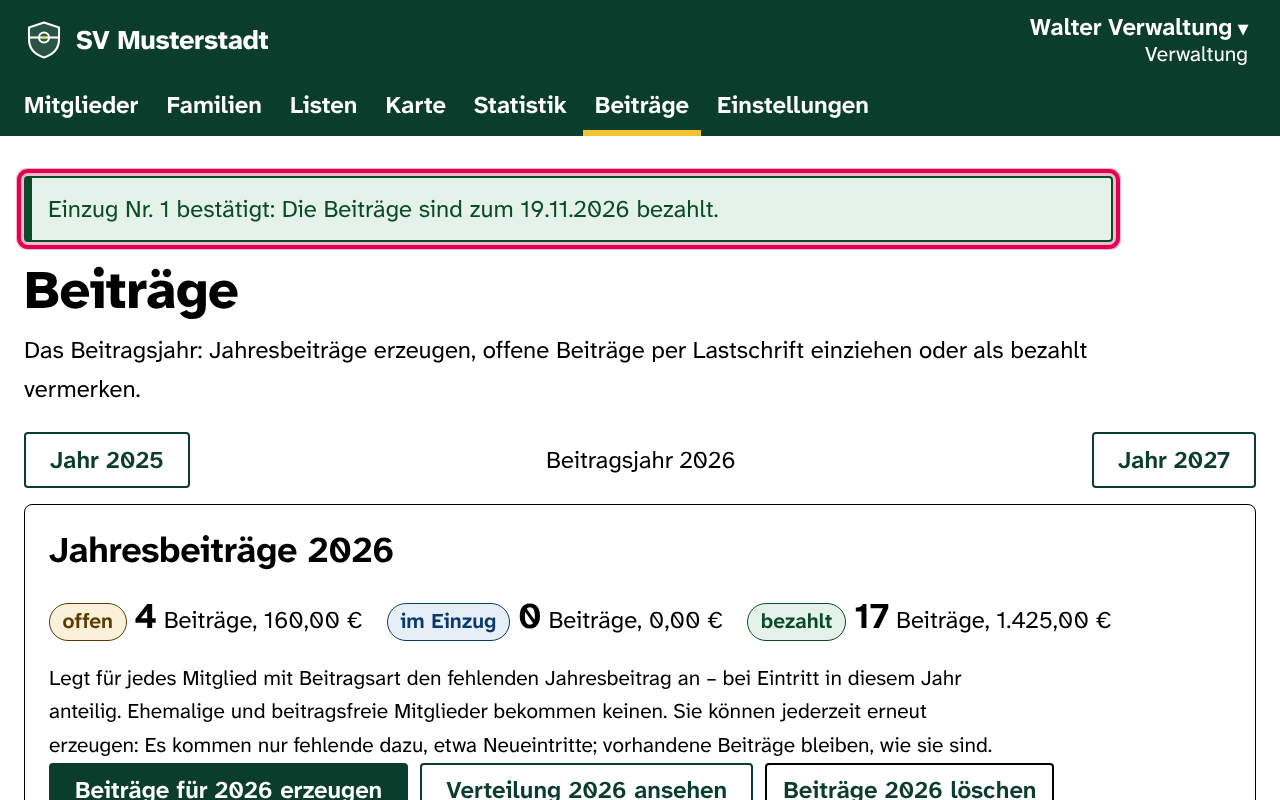 SV Musterstadt
Walter Verwaltung ▾
Verwaltung
Mitglieder Familien Listen Karte Statistik Beiträge Einstellungen
Einzug Nr. 1 bestätigt: Die Beiträge sind zum 19.11.2026 bezahlt.
Beiträge
Das Beitragsjahr: Jahresbeiträge erzeugen, offene Beiträge per Lastschrift einziehen oder als bezahlt
vermerken.
Jahr 2025 Beitragsjahr 2026 Jahr 2027
Jahresbeiträge 2026
offen 4 Beiträge, 160,00 € im Einzug 0 Beiträge, 0,00 € bezahlt 17 Beiträge, 1.425,00 €
Legt für jedes Mitglied mit Beitragsart den fehlenden Jahresbeitrag an – bei Eintritt in diesem Jahr
anteilig. Ehemalige und beitragsfreie Mitglieder bekommen keinen. Sie können jederzeit erneut
erzeugen: Es kommen nur fehlende dazu, etwa Neueintritte; vorhandene Beiträge bleiben, wie sie sind.
Beiträge für 2026 erzeugen Verteilung 2026 ansehen Beiträge 2026 löschen